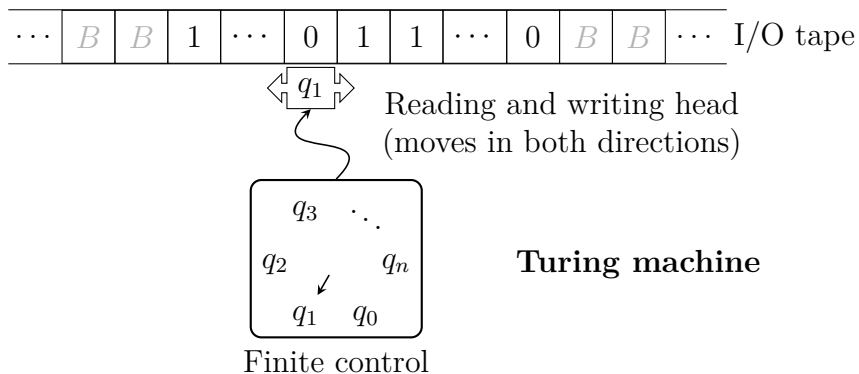 ⋯ B B 1 ⋯ 0 1 1 ⋯ 0 B B ⋯ I/O tape
q₁
Reading and writing head
(moves in both directions)
q₃ ⋱
q₂ qₙ
Turing machine
q₁ q₀
Finite control